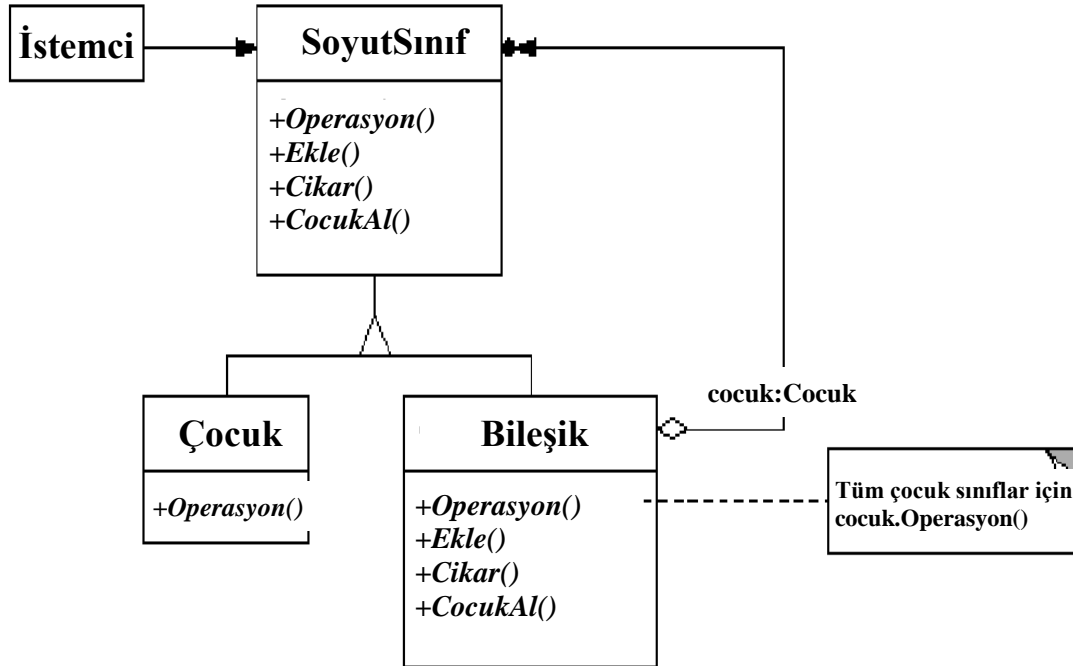 İstemci
SoyutSınıf
+Operasyon()
+Ekle()
+Cikar()
+CocukAl()
cocuk:Cocuk
Çocuk
+Operasyon()
Bileşik
+Operasyon()
+Ekle()
+Cikar()
+CocukAl()
Tüm çocuk sınıflar için
cocuk.Operasyon()